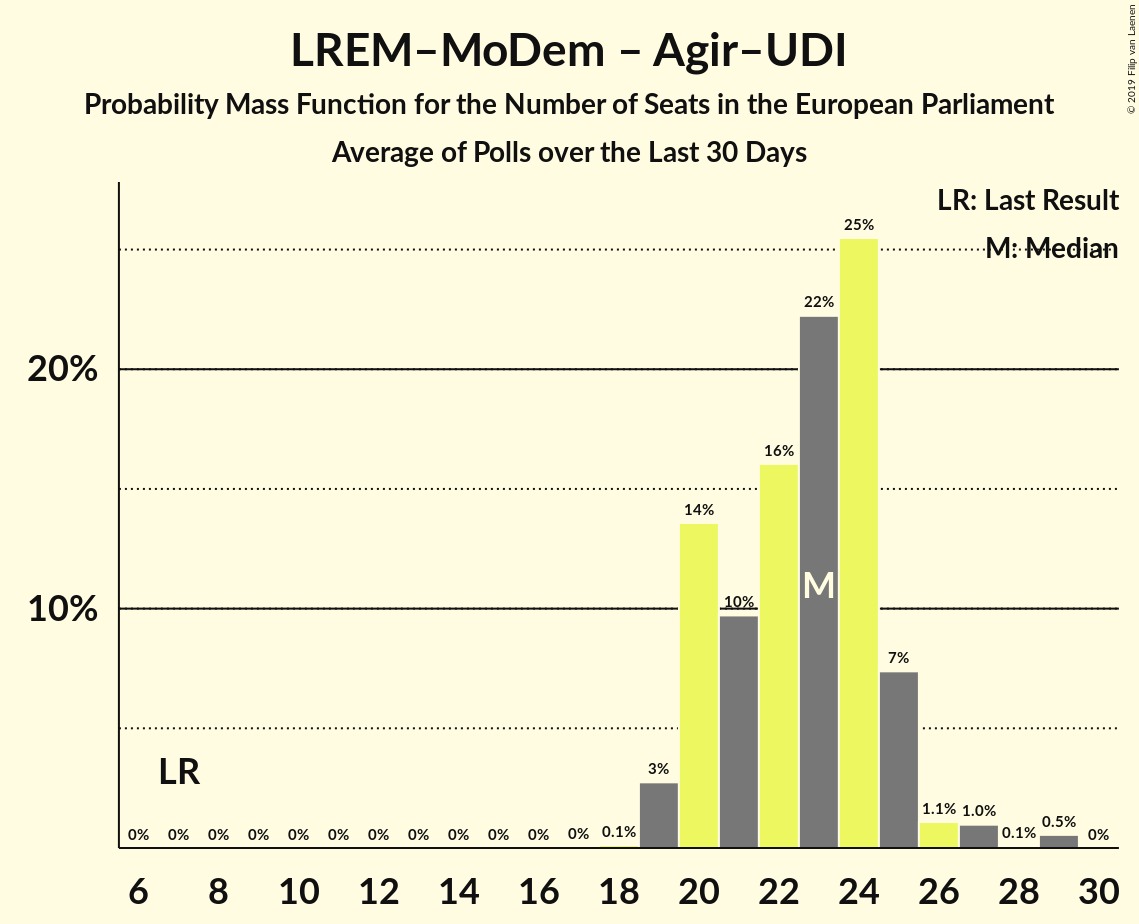 LREM–MoDem – Agir–UDI
Probability Mass Function for the Number of Seats in the European Parliament
Average of Polls over the Last 30 Days
© 2019 Filip van Laenen
LR: Last Result
M: Median
20%
10%
LR
M
0% 0% 0% 0% 0% 0% 0% 0% 0% 0% 0% 0% 0.1% 3% 14% 10% 16% 22% 25% 7% 1.1% 1.0% 0.1% 0.5% 0%
6 8 10 12 14 16 18 20 22 24 26 28 30